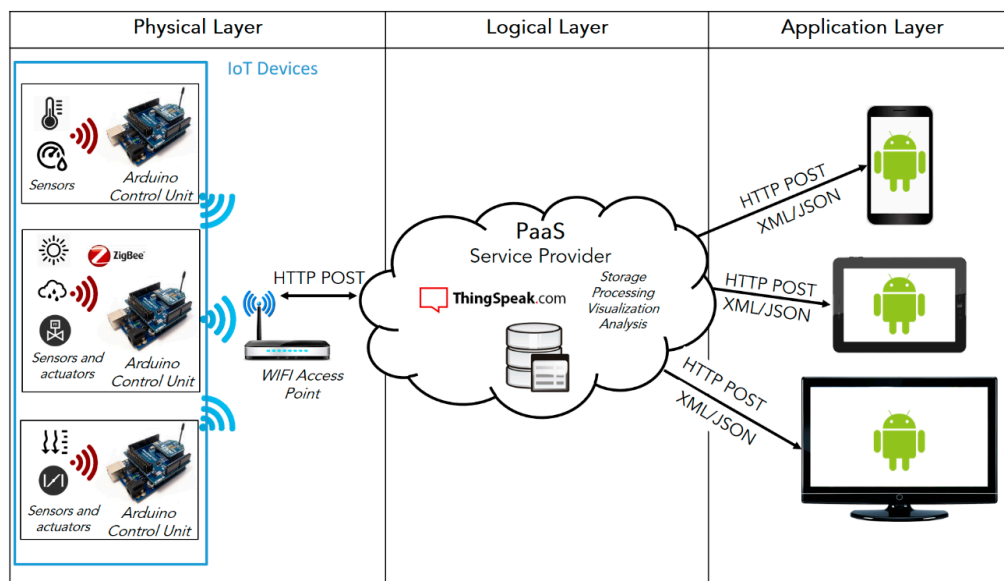 Physical Layer
Logical Layer
Application Layer
IoT Devices
Sensors
Arduino
Control Unit
ZigBee
Sensors and
actuators
Arduino
Control Unit
Sensors and
actuators
Arduino
Control Unit
HTTP POST
WIFI Access
Point
PaaS
Service Provider
ThingSpeak.com
Storage
Processing
Visualization
Analysis
HTTP POST
XML/JSON
HTTP POST
XML/JSON
HTTP POST
XML/JSON